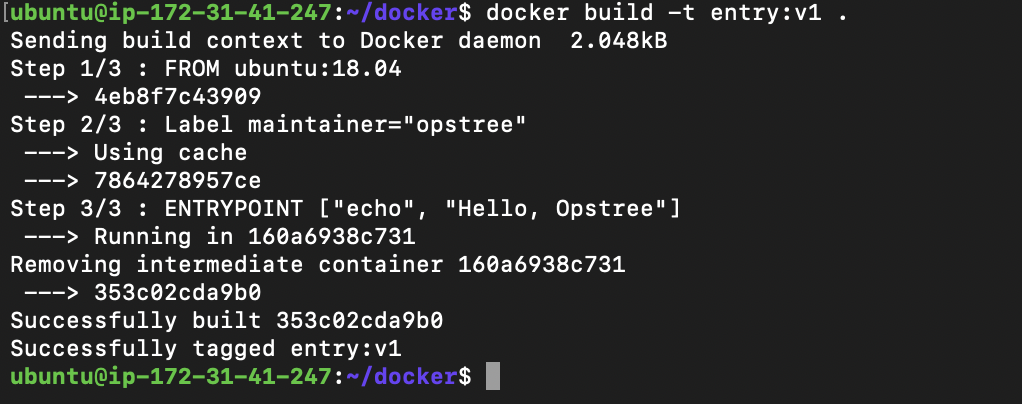 [ubuntu@ip-172-31-41-247:~/docker$ docker build -t entry:v1 .
Sending build context to Docker daemon  2.048kB
Step 1/3 : FROM ubuntu:18.04
 ---> 4eb8f7c43909
Step 2/3 : Label maintainer="opstree"
 ---> Using cache
 ---> 7864278957ce
Step 3/3 : ENTRYPOINT ["echo", "Hello, Opstree"]
 ---> Running in 160a6938c731
Removing intermediate container 160a6938c731
 ---> 353c02cda9b0
Successfully built 353c02cda9b0
Successfully tagged entry:v1
ubuntu@ip-172-31-41-247:~/docker$